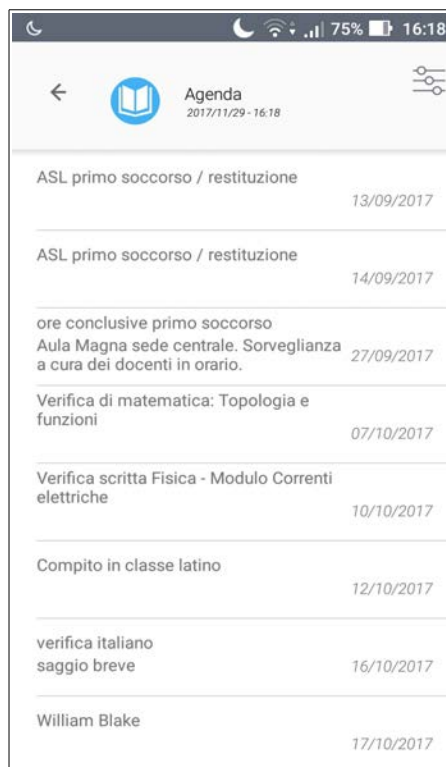 75% 16:18
Agenda
2017/11/29 - 16:18
ASL primo soccorso / restituzione
13/09/2017
ASL primo soccorso / restituzione
14/09/2017
ore conclusive primo soccorso
Aula Magna sede centrale. Sorveglianza
a cura dei docenti in orario.
27/09/2017
Verifica di matematica: Topologia e
funzioni
07/10/2017
Verifica scritta Fisica - Modulo Correnti
elettriche
10/10/2017
Compito in classe latino
12/10/2017
verifica italiano
saggio breve
16/10/2017
William Blake
17/10/2017